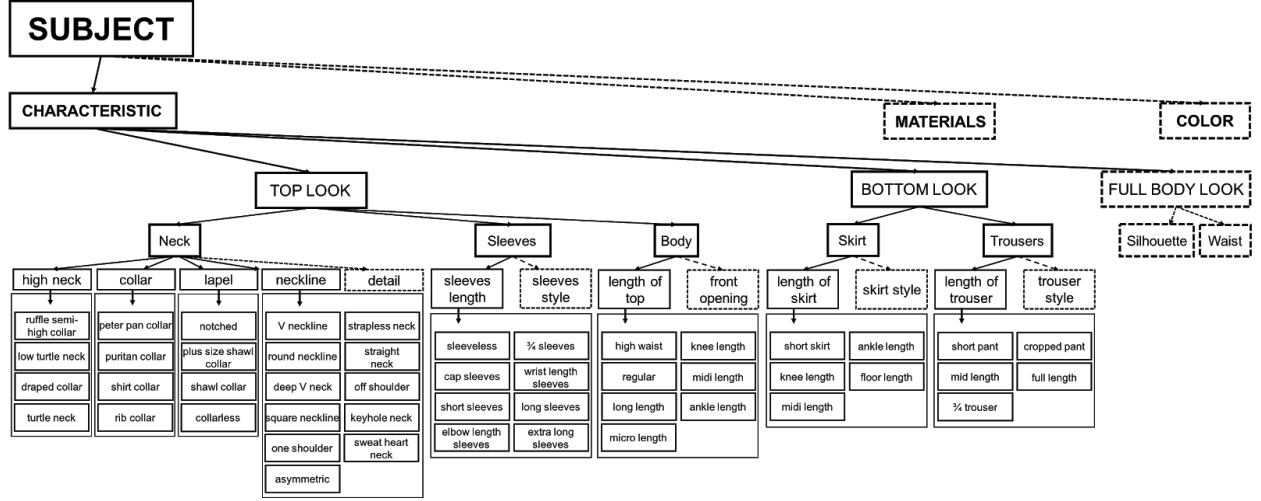 SUBJECT
CHARACTERISTIC
MATERIALS
COLOR
TOP LOOK
BOTTOM LOOK
FULL BODY LOOK
Neck
Sleeves
Body
Skirt
Trousers
Silhouette
Waist
high neck
collar
lapel
neckline
detail
sleeves
length
sleeves
style
length of
top
front
opening
length of
skirt
skirt style
length of
trouser
trouser
style
ruffle semi-
high collar
low turtle neck
draped collar
turtle neck
peter pan collar
puritan collar
shirt collar
rib collar
notched
plus size shawl
collar
shawl collar
collarless
V neckline
round neckline
deep V neck
square neckline
one shoulder
asymmetric
strapless neck
straight
neck
off shoulder
keyhole neck
sweat heart
neck
sleeveless
cap sleeves
short sleeves
elbow length
sleeves
¾ sleeves
wrist length
sleeves
long sleeves
extra long
sleeves
high waist
regular
long length
micro length
knee length
midi length
ankle length
short skirt
knee length
midi length
ankle length
floor length
short pant
mid length
¾ trouser
cropped pant
full length